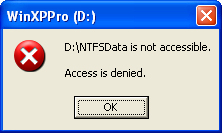 WinXPPro (D:)
D:\NTFSData is not accessible.
Access is denied.
OK